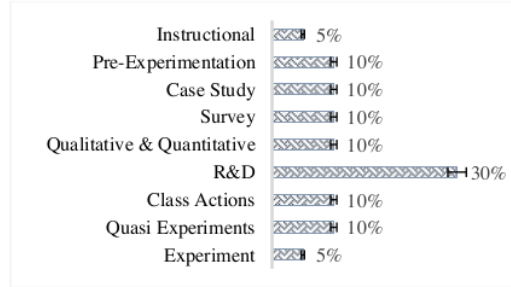 Instructional 5%
Pre-Experimentation 10%
Case Study 10%
Survey 10%
Qualitative & Quantitative 10%
R&D 30%
Class Actions 10%
Quasi Experiments 10%
Experiment 5%